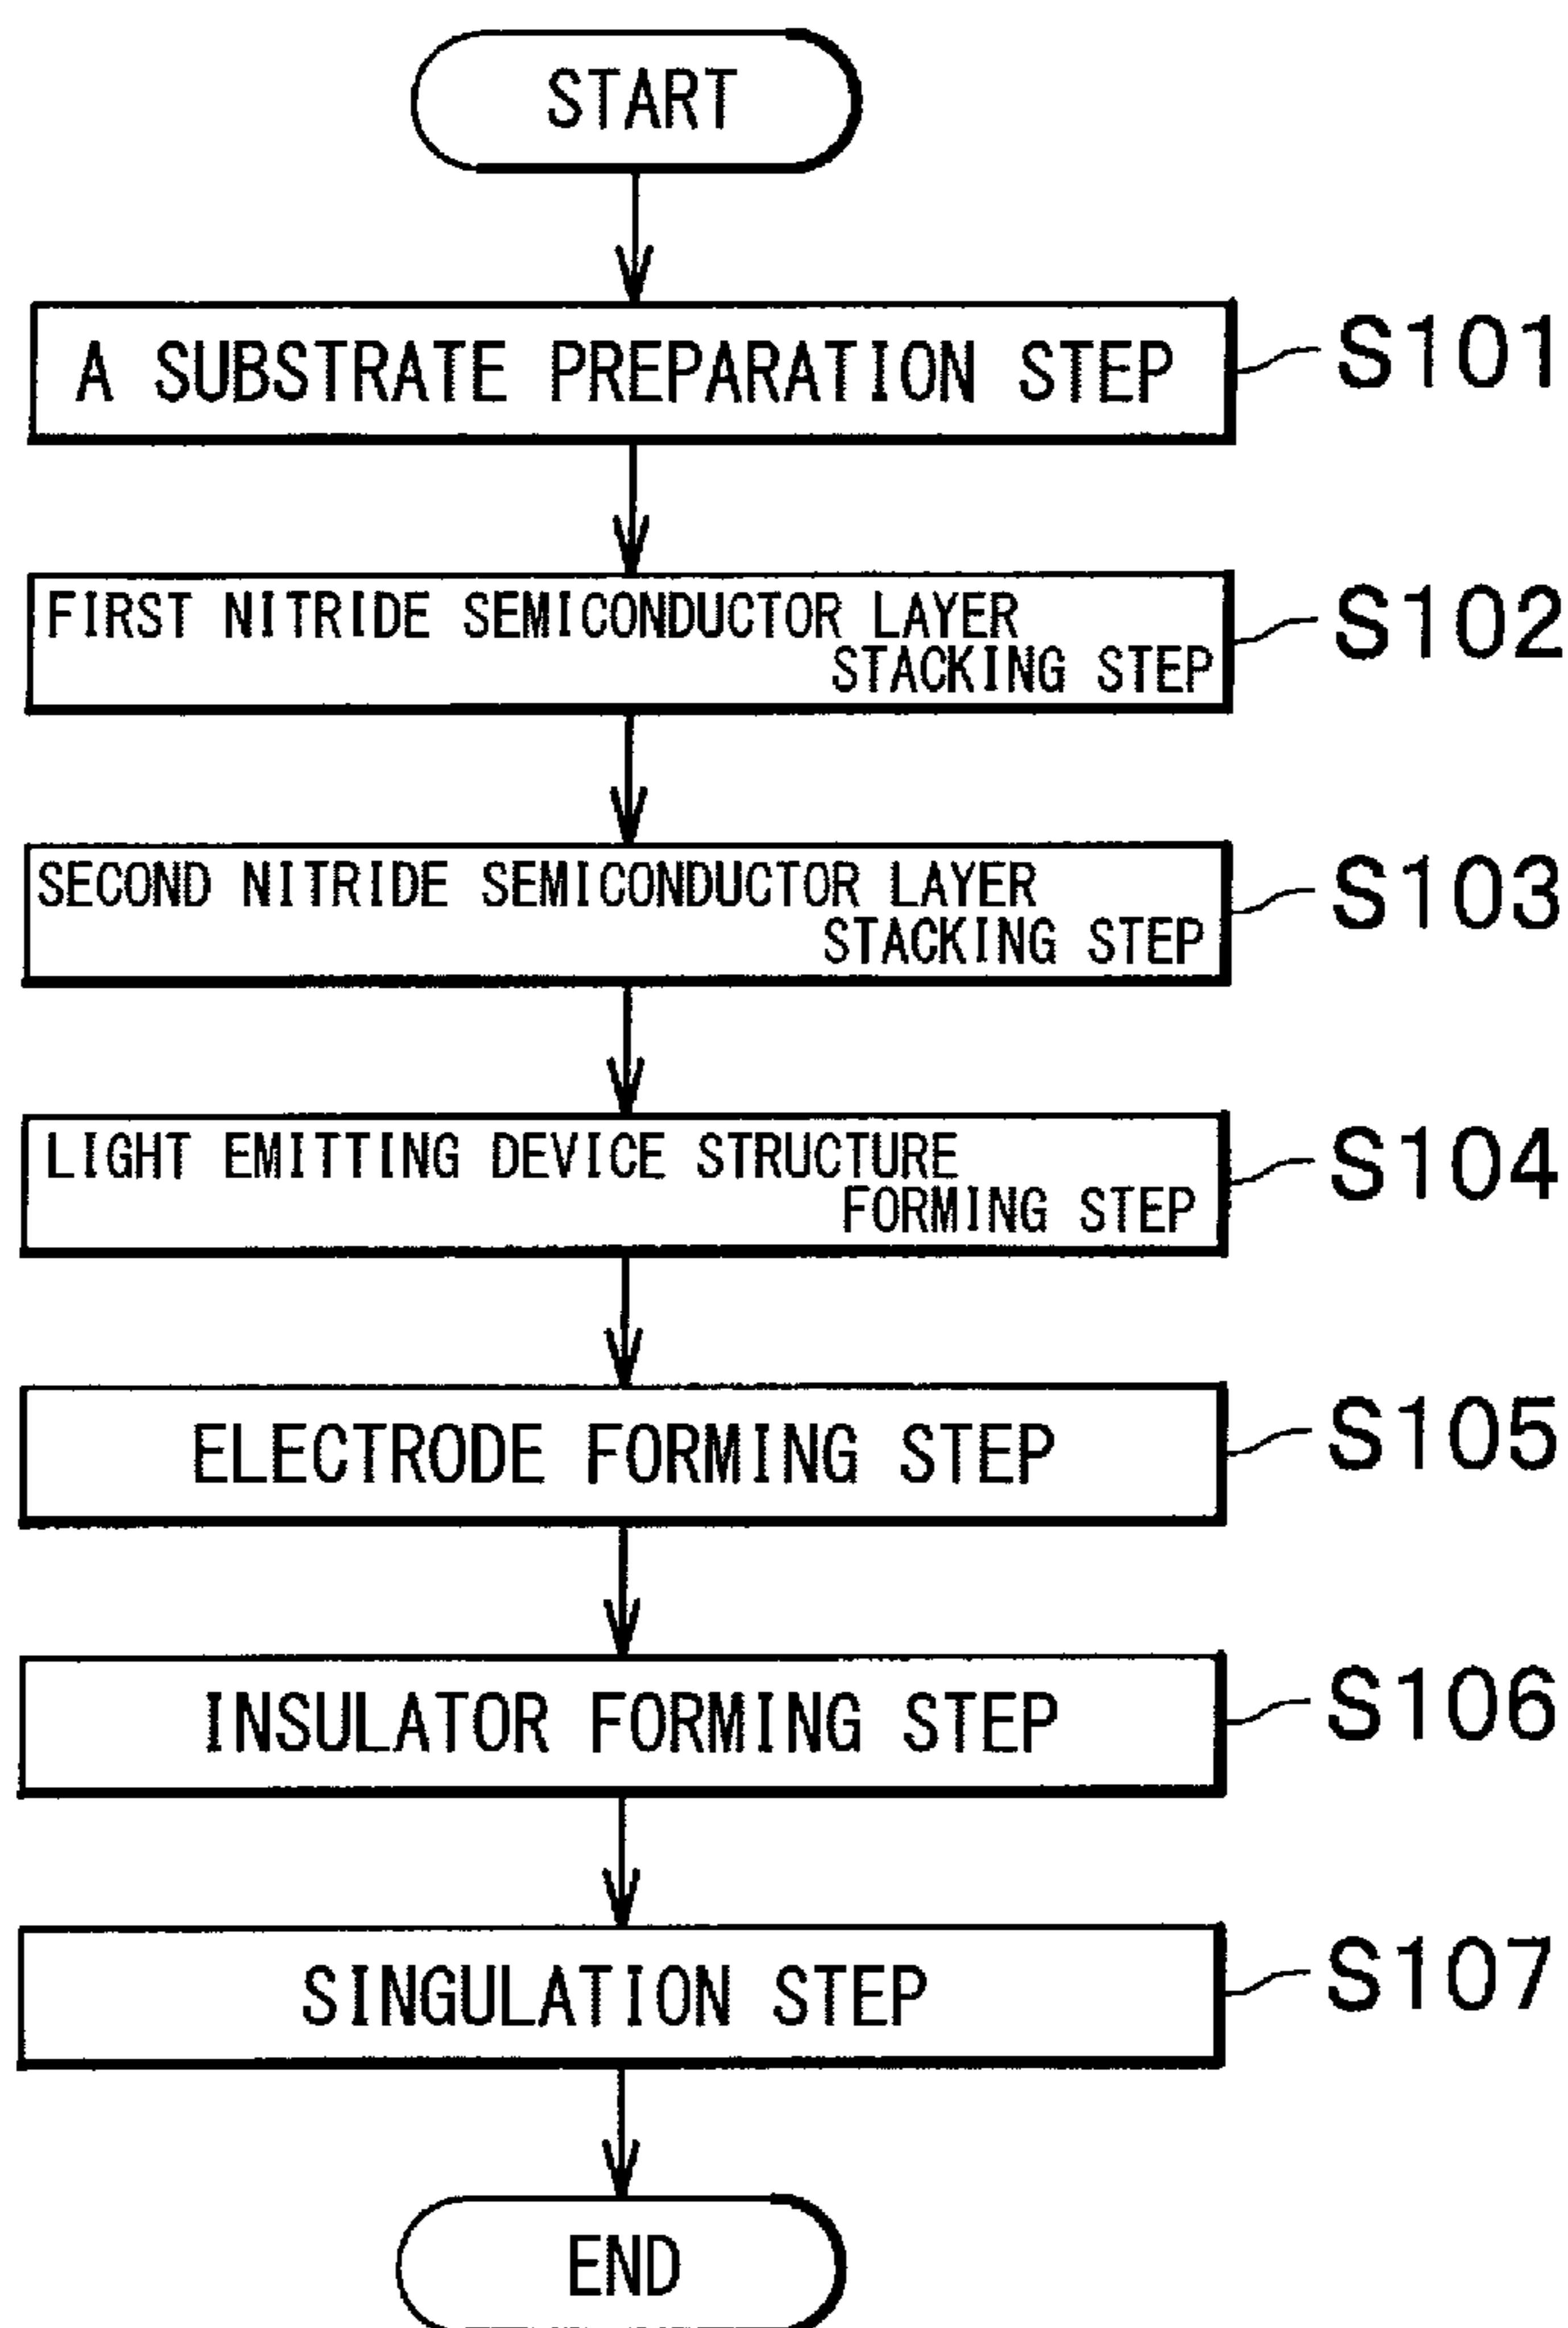 START
A SUBSTRATE PREPARATION STEP
S101
FIRST NITRIDE SEMICONDUCTOR LAYER
STACKING STEP
S102
SECOND NITRIDE SEMICONDUCTOR LAYER
STACKING STEP
S103
LIGHT EMITTING DEVICE STRUCTURE
FORMING STEP
S104
ELECTRODE FORMING STEP
S105
INSULATOR FORMING STEP
S106
SINGULATION STEP
S107
END